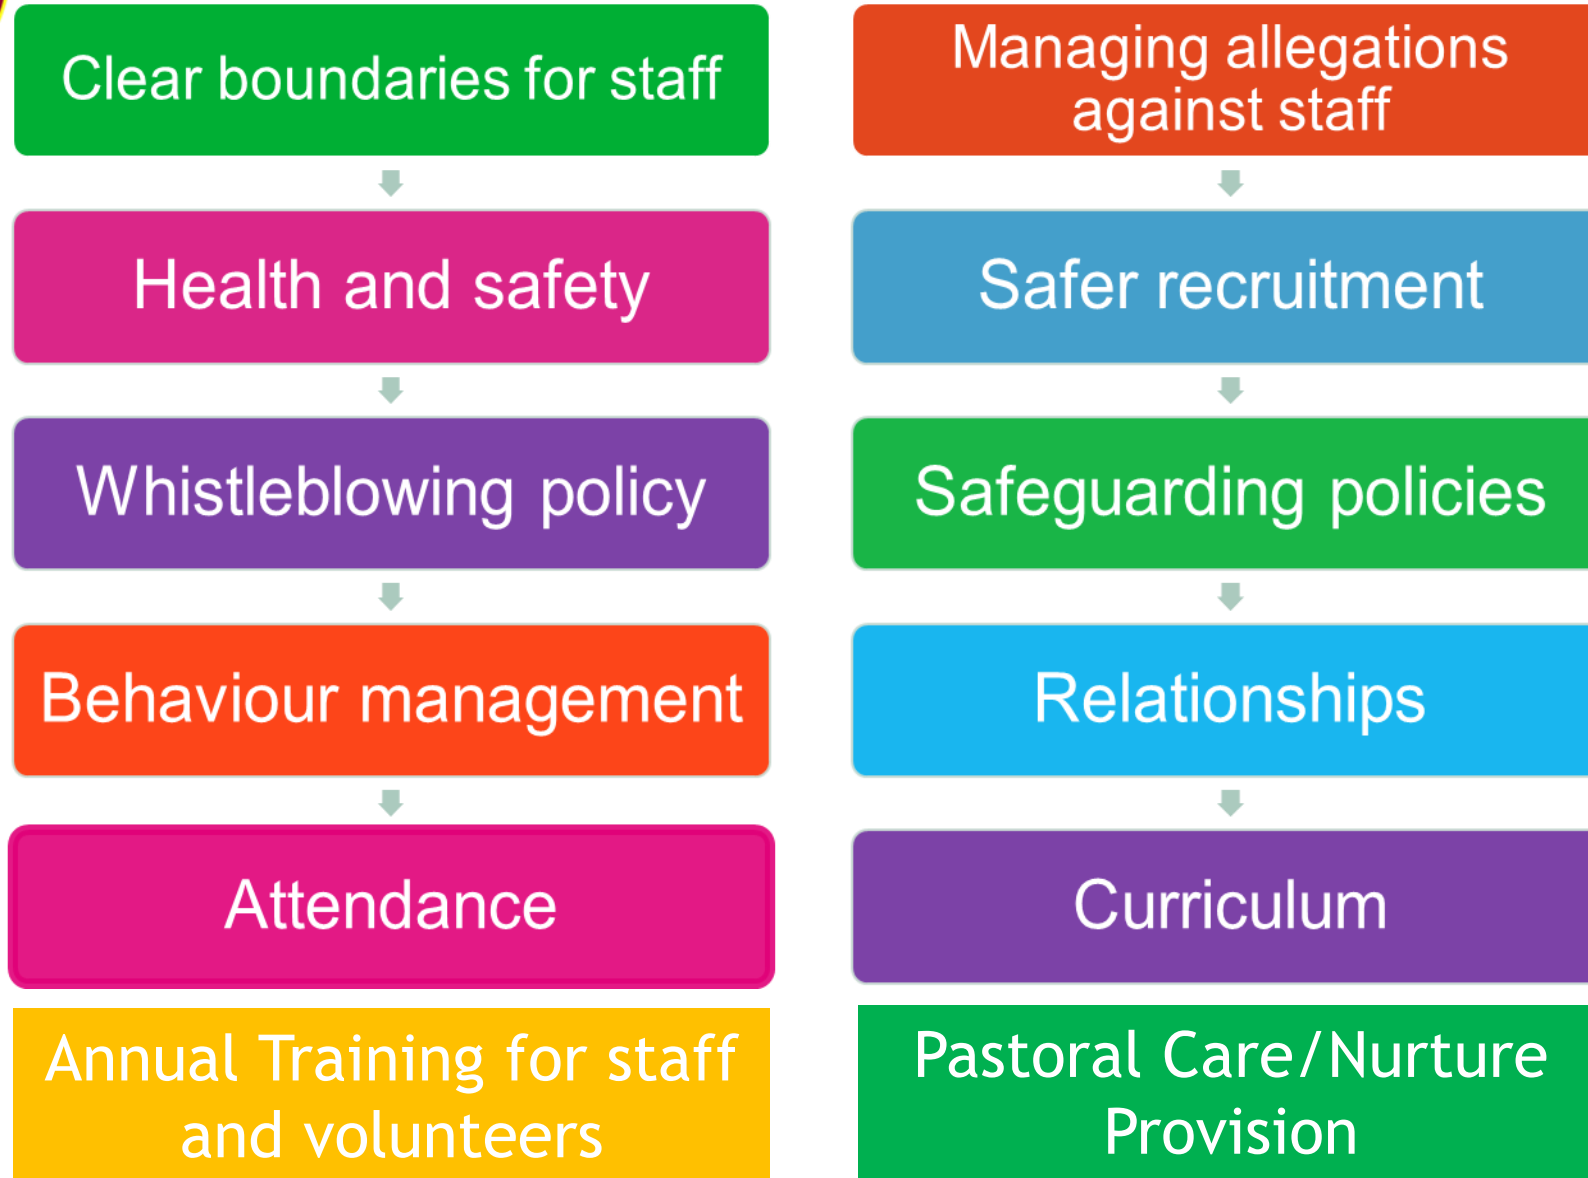 Clear boundaries for staff
Health and safety
Whistleblowing policy
Behaviour management
Attendance
Annual Training for staff
and volunteers
Managing allegations
against staff
Safer recruitment
Safeguarding policies
Relationships
Curriculum
Pastoral Care/Nurture
Provision